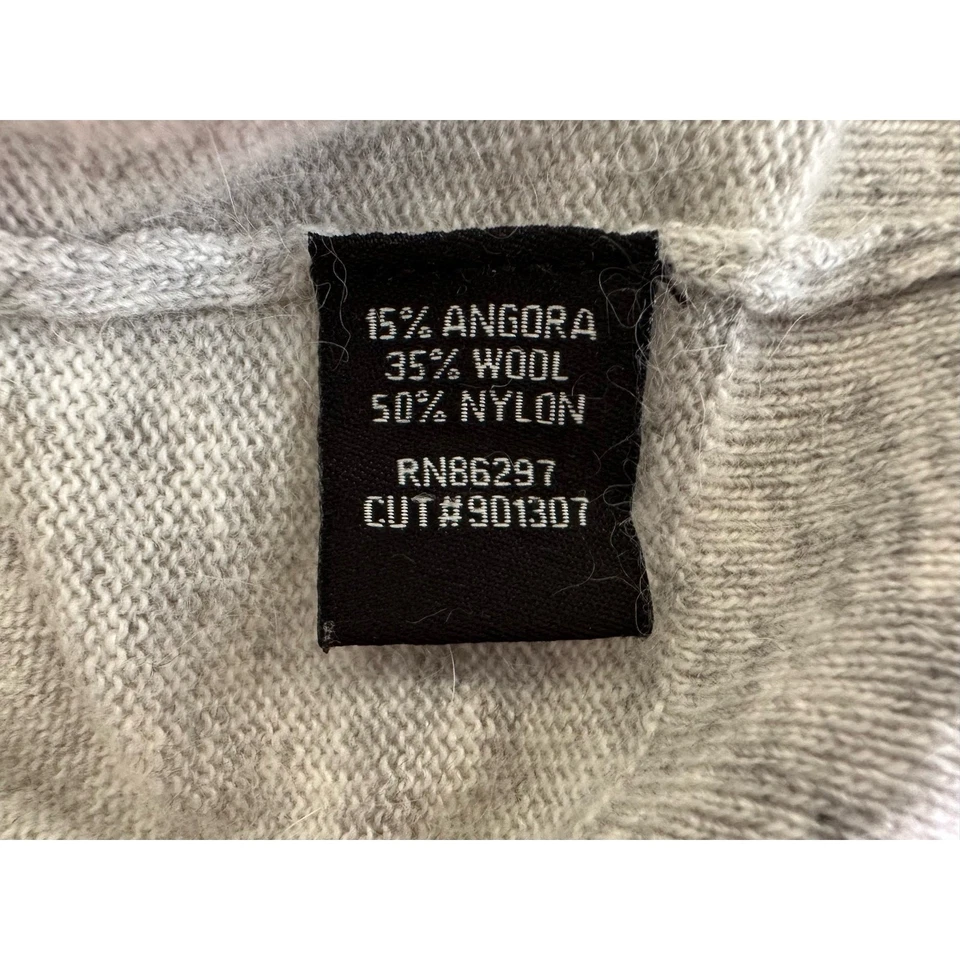 15% ANGORA
35% WOOL
50% NYLON
RN86297
CUT#901307